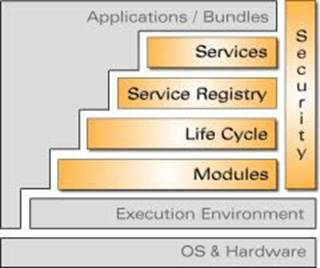 Applications / Bundles
Services
Service Registry
Life Cycle
Modules
Execution Environment
OS & Hardware
Security